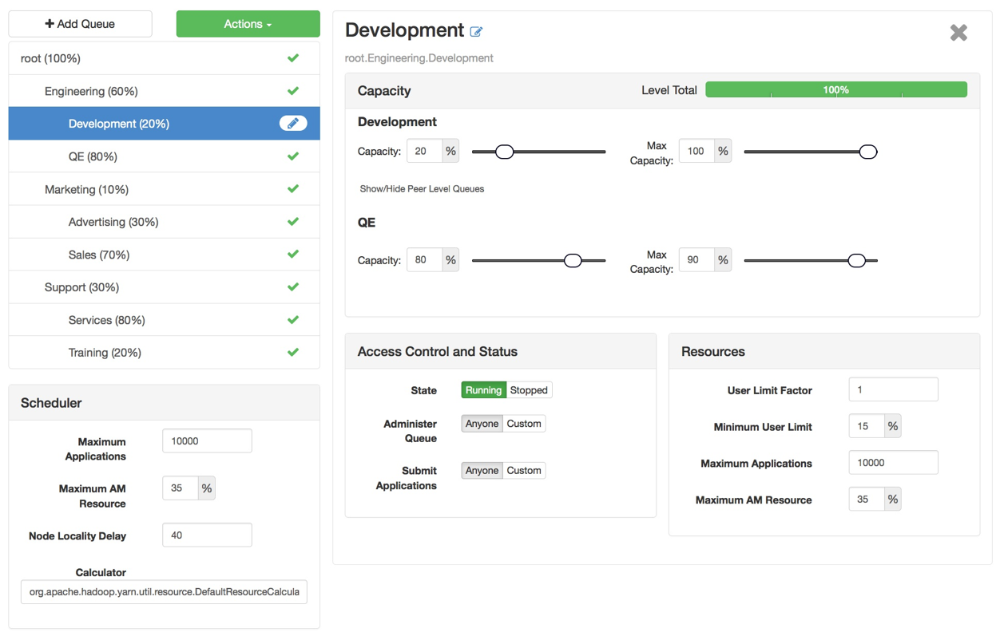 Add Queue
Actions
root (100%)
Engineering (60%)
Development (20%)
QE (80%)
Marketing (10%)
Advertising (30%)
Sales (70%)
Support (30%)
Services (80%)
Training (20%)
Scheduler
Maximum
Applications
10000
Maximum AM
Resource
35 %
Node Locality Delay 40
Calculator
org.apache.hadoop.yarn.util.resource.DefaultResourceCalcula
Development
root.Engineering.Development
Capacity
Level Total 100%
Development
Capacity: 20 %
Max
Capacity:
100 %
Show/Hide Peer Level Queues
QE
Capacity: 80 %
Max
Capacity:
90 %
Access Control and Status
State Running Stopped
Administer
Queue
Anyone Custom
Submit
Applications
Anyone Custom
Resources
User Limit Factor 1
Minimum User Limit 15 %
Maximum Applications 10000
Maximum AM Resource 35 %